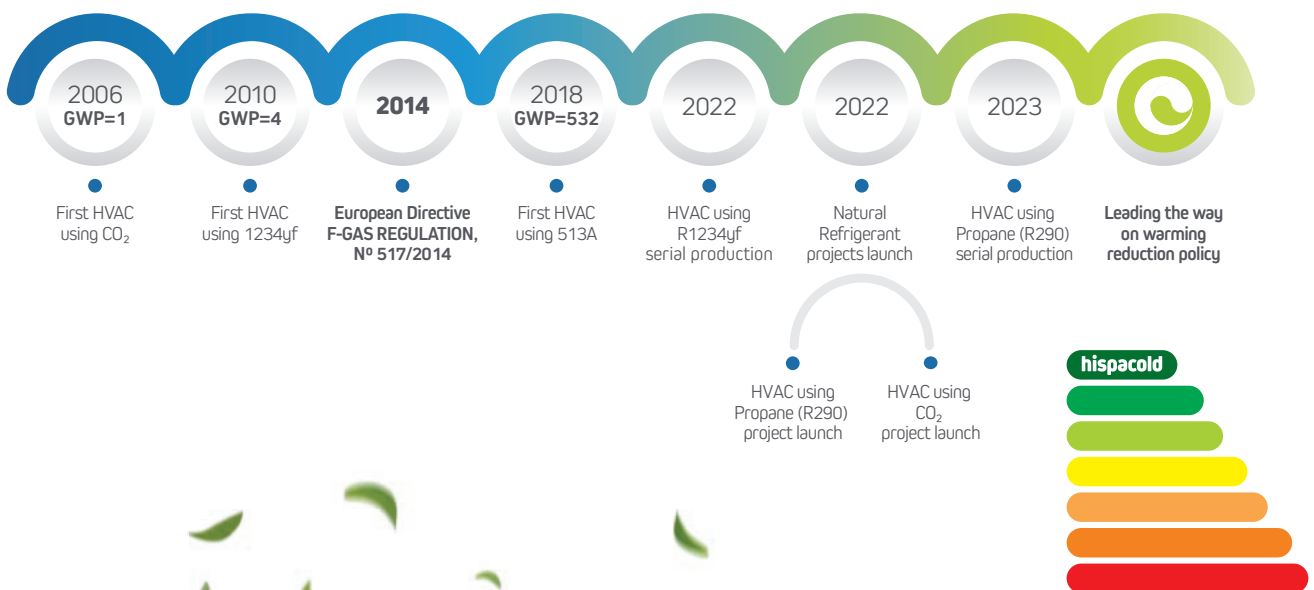 2006
GWP=1
2010
GWP=4
2014
2018
GWP=532
2022
2022
2023
First HVAC
using CO₂
First HVAC
using 1234yf
European Directive
F-GAS REGULATION,
Nº 517/2014
First HVAC
using 513A
HVAC using
R1234yf
serial production
Natural
Refrigerant
projects launch
HVAC using
Propane (R290)
serial production
Leading the way
on warming
reduction policy
HVAC using
Propane (R290)
project launch
HVAC using
CO₂
project launch
hispacold